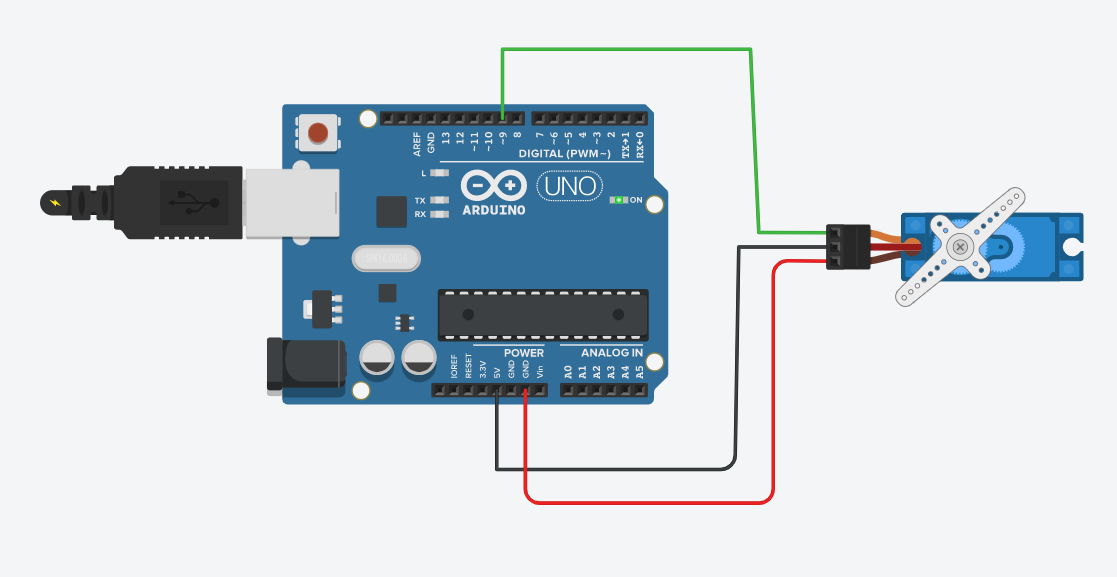 AREF
GND
13
12
~11
~10
~9
8
7
~6
~5
4
~3
2
TX→1
RX←0
DIGITAL (PWM~)
L
TX
RX
ARDUINO
UNO
ON
POWER
ANALOG IN
IOREF
RESET
3.3V
5V
GND
GND
Vin
A0
A1
A2
A3
A4
A5